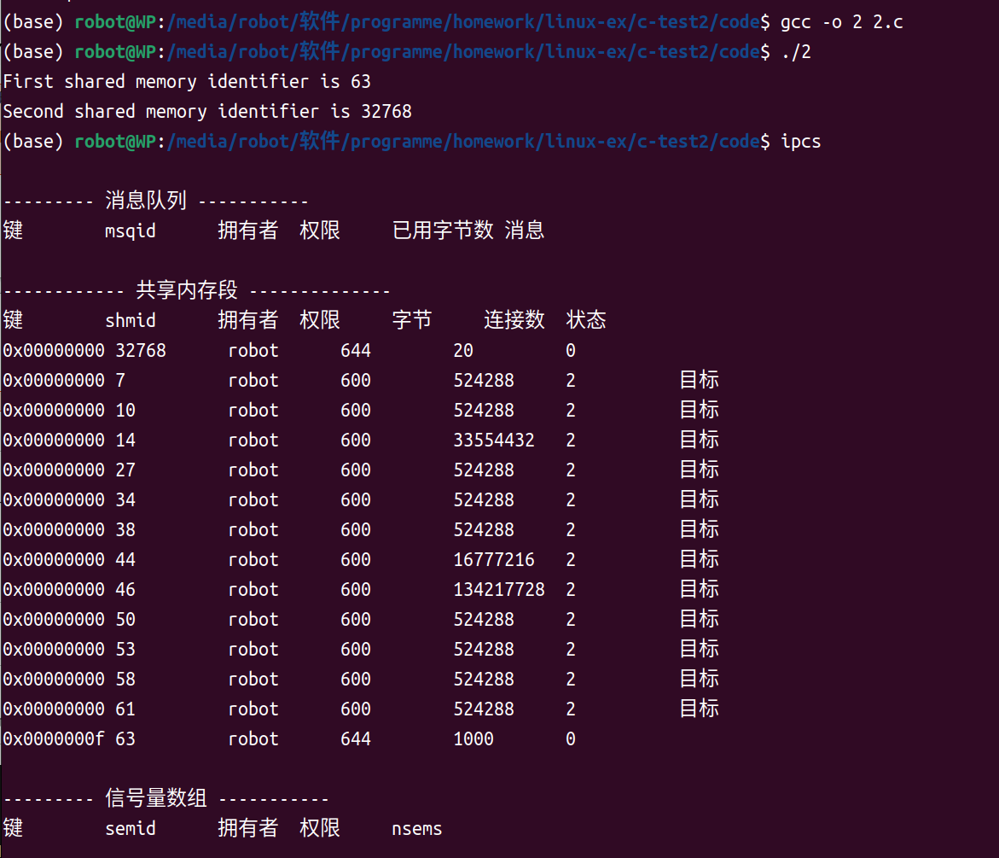 (base) robot@WP:/media/robot/软件/programme/homework/linux-ex/c-test2/code$ gcc -o 2 2.c
(base) robot@WP:/media/robot/软件/programme/homework/linux-ex/c-test2/code$ ./2
First shared memory identifier is 63
Second shared memory identifier is 32768
(base) robot@WP:/media/robot/软件/programme/homework/linux-ex/c-test2/code$ ipcs
--------- 消息队列 -----------
键 msqid 拥有者 权限 已用字节数 消息
------------ 共享内存段 --------------
键 shmid 拥有者 权限 字节 连接数 状态
0x00000000 32768 robot 644 20 0
0x00000000 7 robot 600 524288 2 目标
0x00000000 10 robot 600 524288 2 目标
0x00000000 14 robot 600 33554432 2 目标
0x00000000 27 robot 600 524288 2 目标
0x00000000 34 robot 600 524288 2 目标
0x00000000 38 robot 600 524288 2 目标
0x00000000 44 robot 600 16777216 2 目标
0x00000000 46 robot 600 134217728 2 目标
0x00000000 50 robot 600 524288 2 目标
0x00000000 53 robot 600 524288 2 目标
0x00000000 58 robot 600 524288 2 目标
0x00000000 61 robot 600 524288 2 目标
0x0000000f 63 robot 644 1000 0
--------- 信号量数组 -----------
键 semid 拥有者 权限 nsems